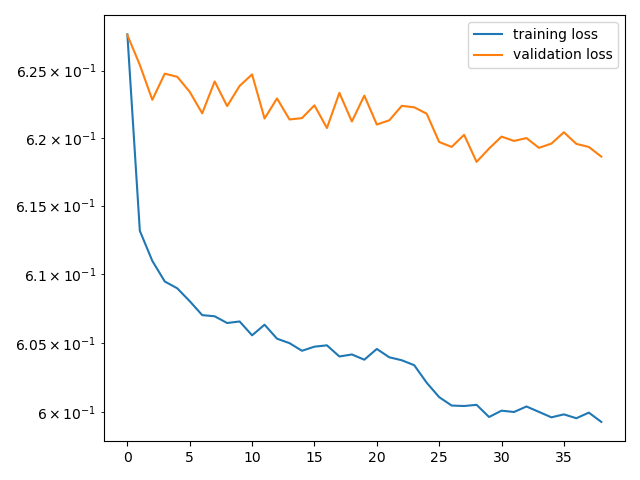 training loss
validation loss
6.25 × 10⁻¹
6.2 × 10⁻¹
6.15 × 10⁻¹
6.1 × 10⁻¹
6.05 × 10⁻¹
6 × 10⁻¹
0 5 10 15 20 25 30 35